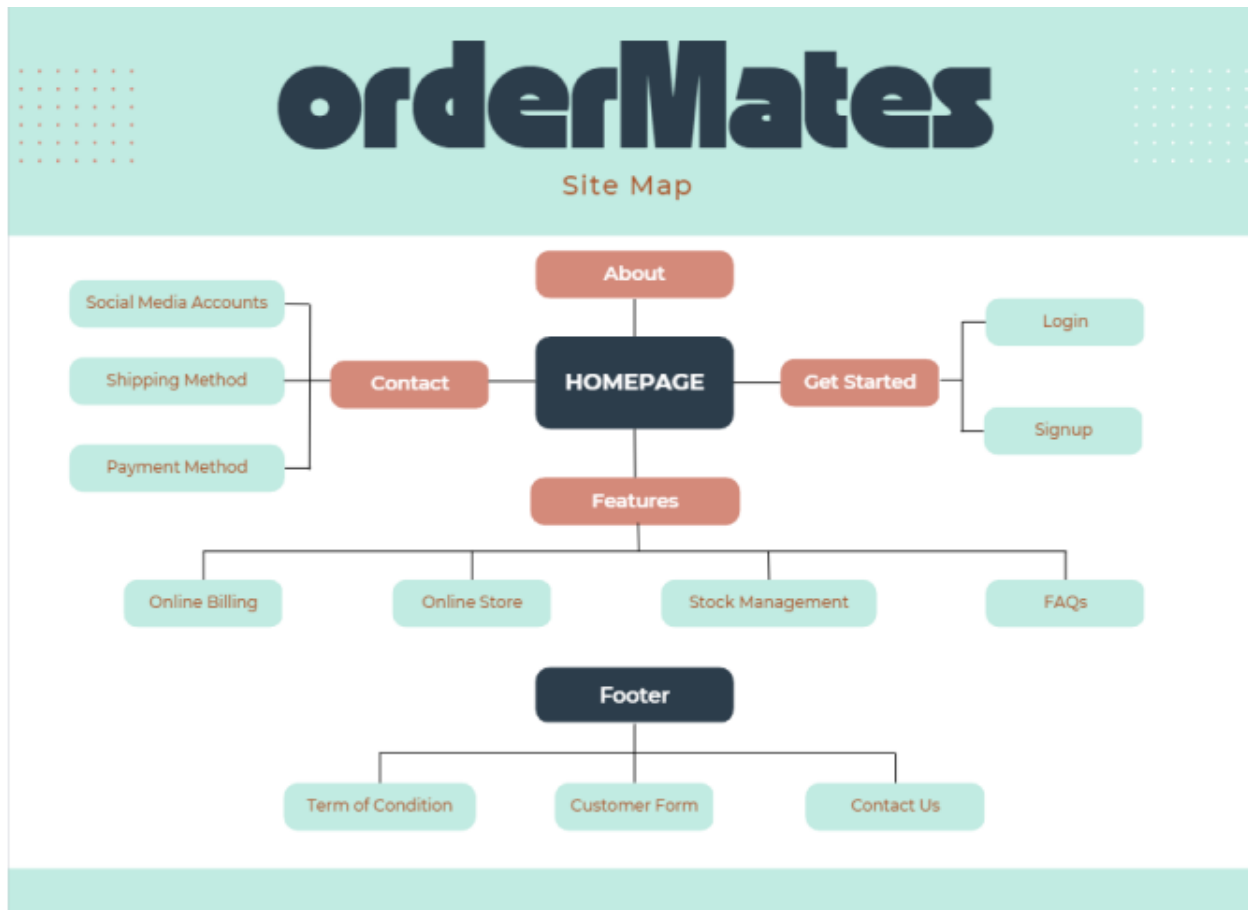 orderMates
Site Map
About
Social Media Accounts
Login
Shipping Method
Contact
HOMEPAGE
Get Started
Signup
Payment Method
Features
Online Billing
Online Store
Stock Management
FAQs
Footer
Term of Condition
Customer Form
Contact Us